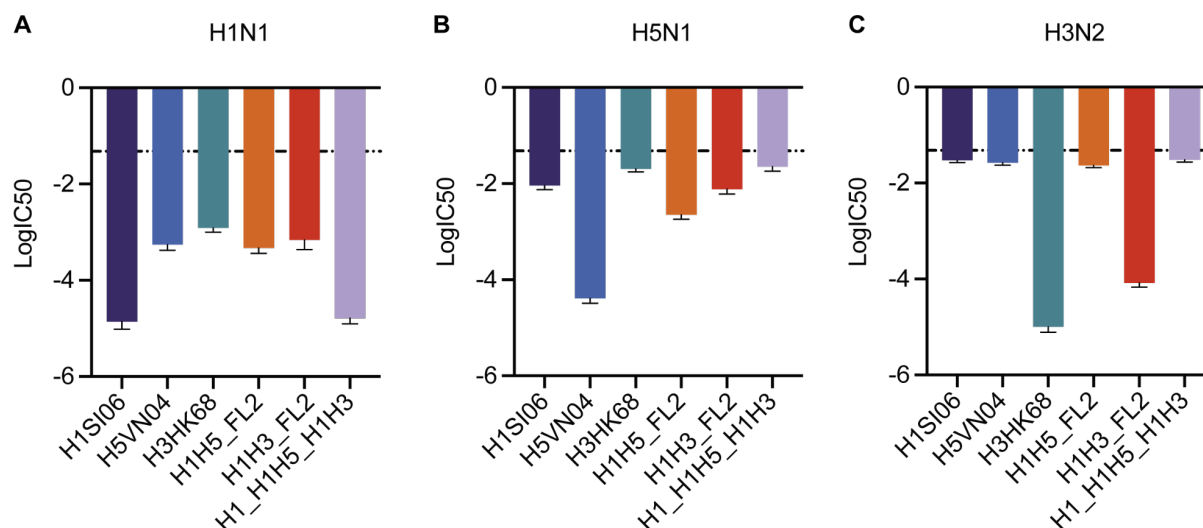 A
H1N1
LogIC50
0
-2
-4
-6
H1SI06
H5VN04
H3HK68
H1H5_FL2
H1H3_FL2
H1_H1H5_H1H3
B
H5N1
LogIC50
0
-2
-4
-6
H1SI06
H5VN04
H3HK68
H1H5_FL2
H1H3_FL2
H1_H1H5_H1H3
C
H3N2
LogIC50
0
-2
-4
-6
H1SI06
H5VN04
H3HK68
H1H5_FL2
H1H3_FL2
H1_H1H5_H1H3